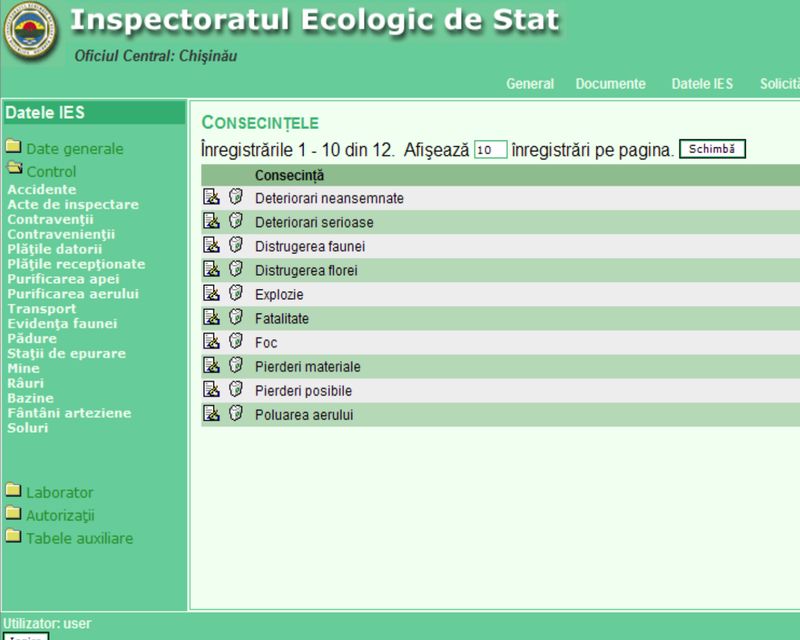 Inspectoratul Ecologic de Stat
Oficiul Central: Chişinău
General Documente Datele IES Solicită
Datele IES
Date generale
Control
Accidente
Acte de inspectare
Contravenţii
Contravenienţii
Plăţile datorii
Plăţile recepţionate
Purificarea apei
Purificarea aerului
Transport
Evidenţa faunei
Pădure
Staţii de epurare
Mine
Râuri
Bazine
Fântâni arteziene
Soluri
Laborator
Autorizaţii
Tabele auxiliare
CONSECINŢELE
Înregistrările 1 - 10 din 12. Afişează 10 înregistrări pe pagina. Schimbă
Consecinţă
Deteriorari neansemnate
Deteriorari serioase
Distrugerea faunei
Distrugerea florei
Explozie
Fatalitate
Foc
Pierderi materiale
Pierderi posibile
Poluarea aerului
Utilizator: user